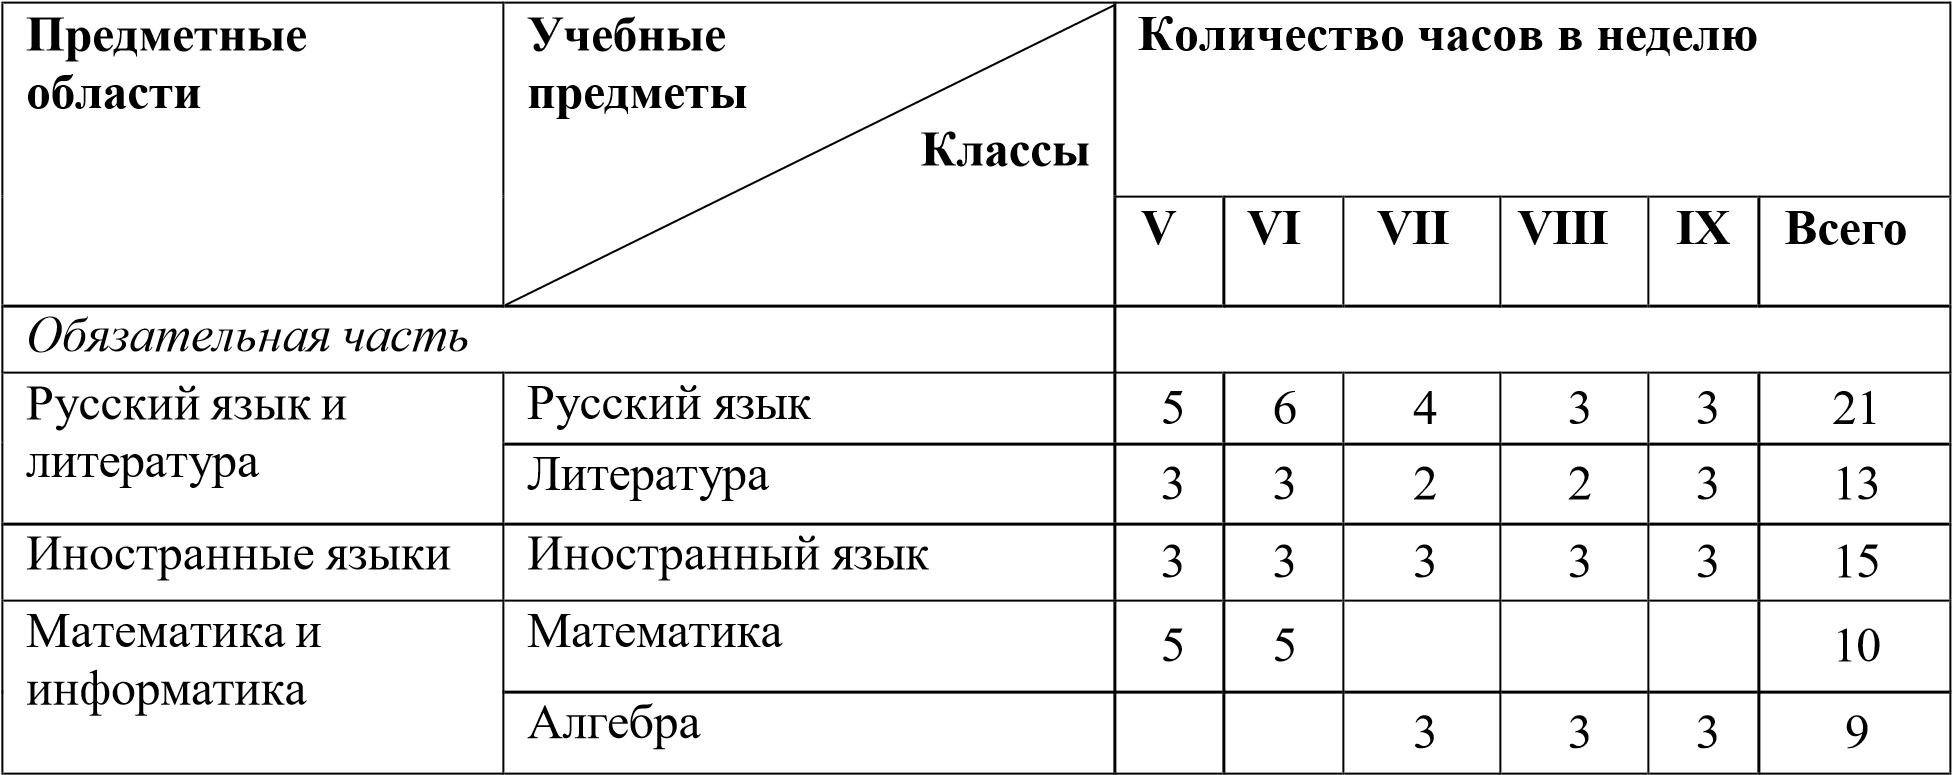 Предметные
области
Учебные
предметы
Классы
Количество часов в неделю
V VI VII VIII IX Всего
Обязательная часть
Русский язык и
литература
Русский язык 5 6 4 3 3 21
Литература 3 3 2 2 3 13
Иностранные языки Иностранный язык 3 3 3 3 3 15
Математика и
информатика
Математика 5 5 10
Алгебра 3 3 3 9